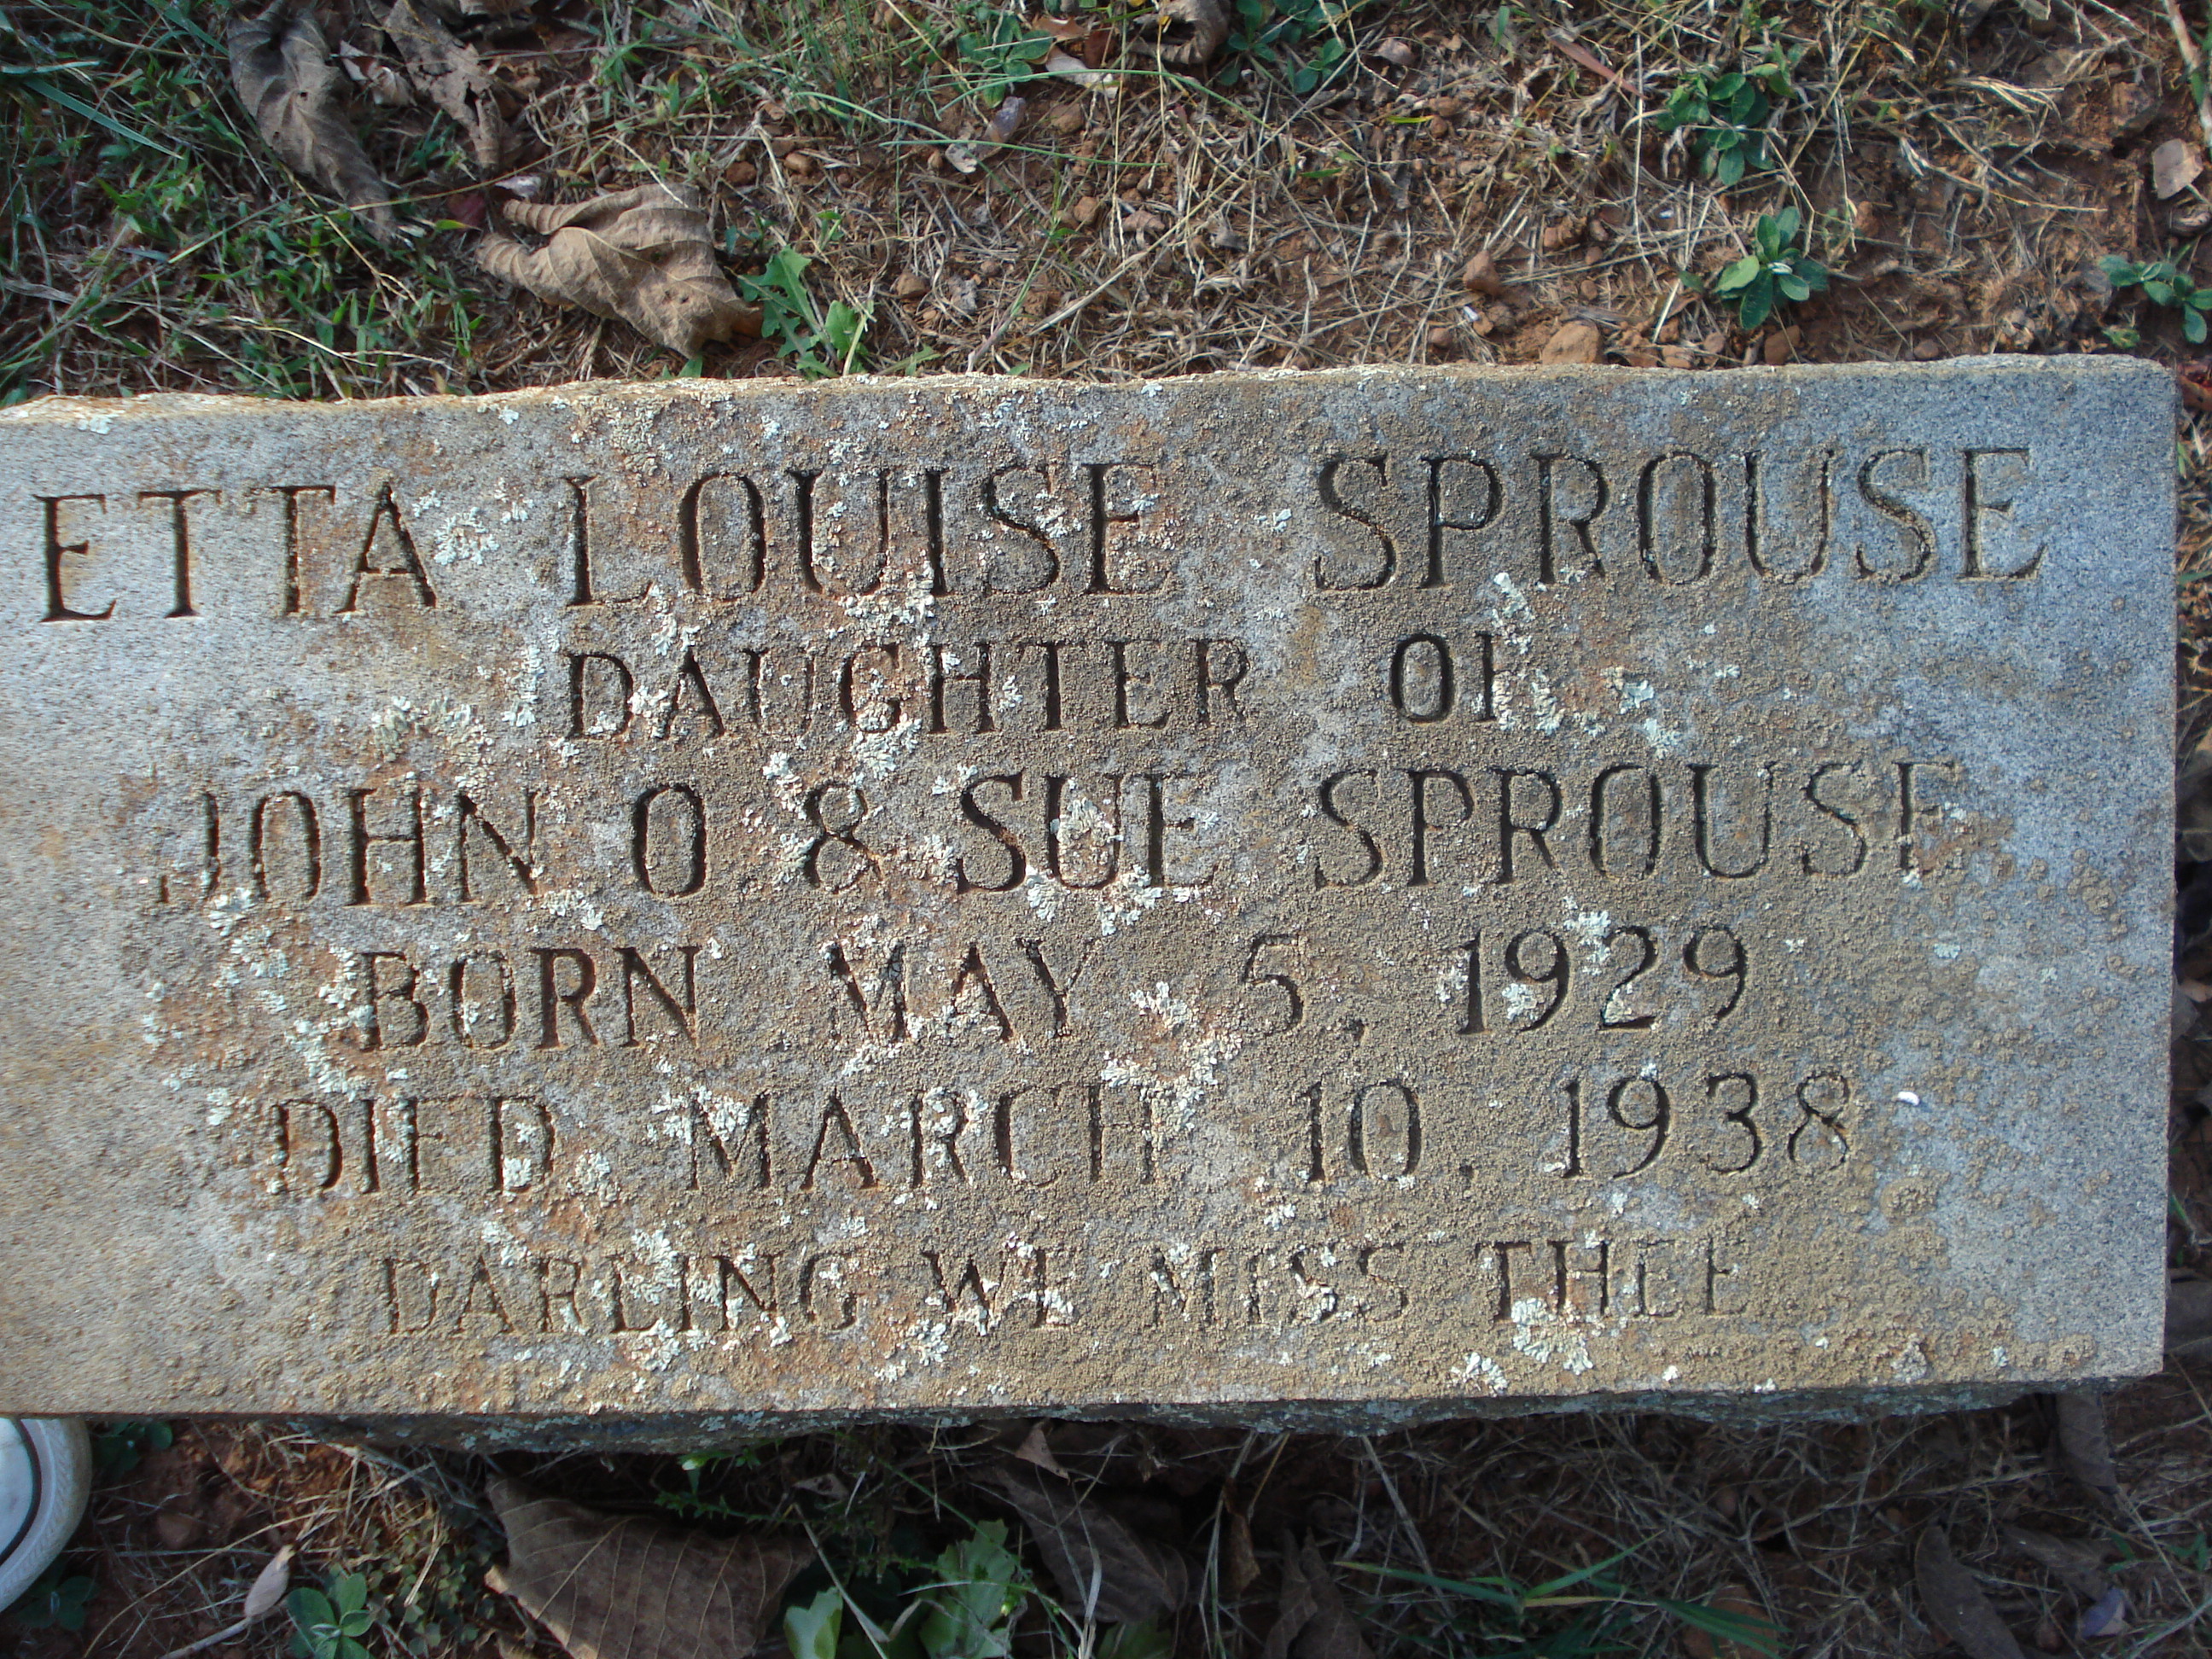 ETTA LOUISE SPROUSE
DAUGHTER OF
JOHN O & SUE SPROUSE
BORN MAY 5, 1929
DIED MARCH 10, 1938
DARLING WE MISS THEE